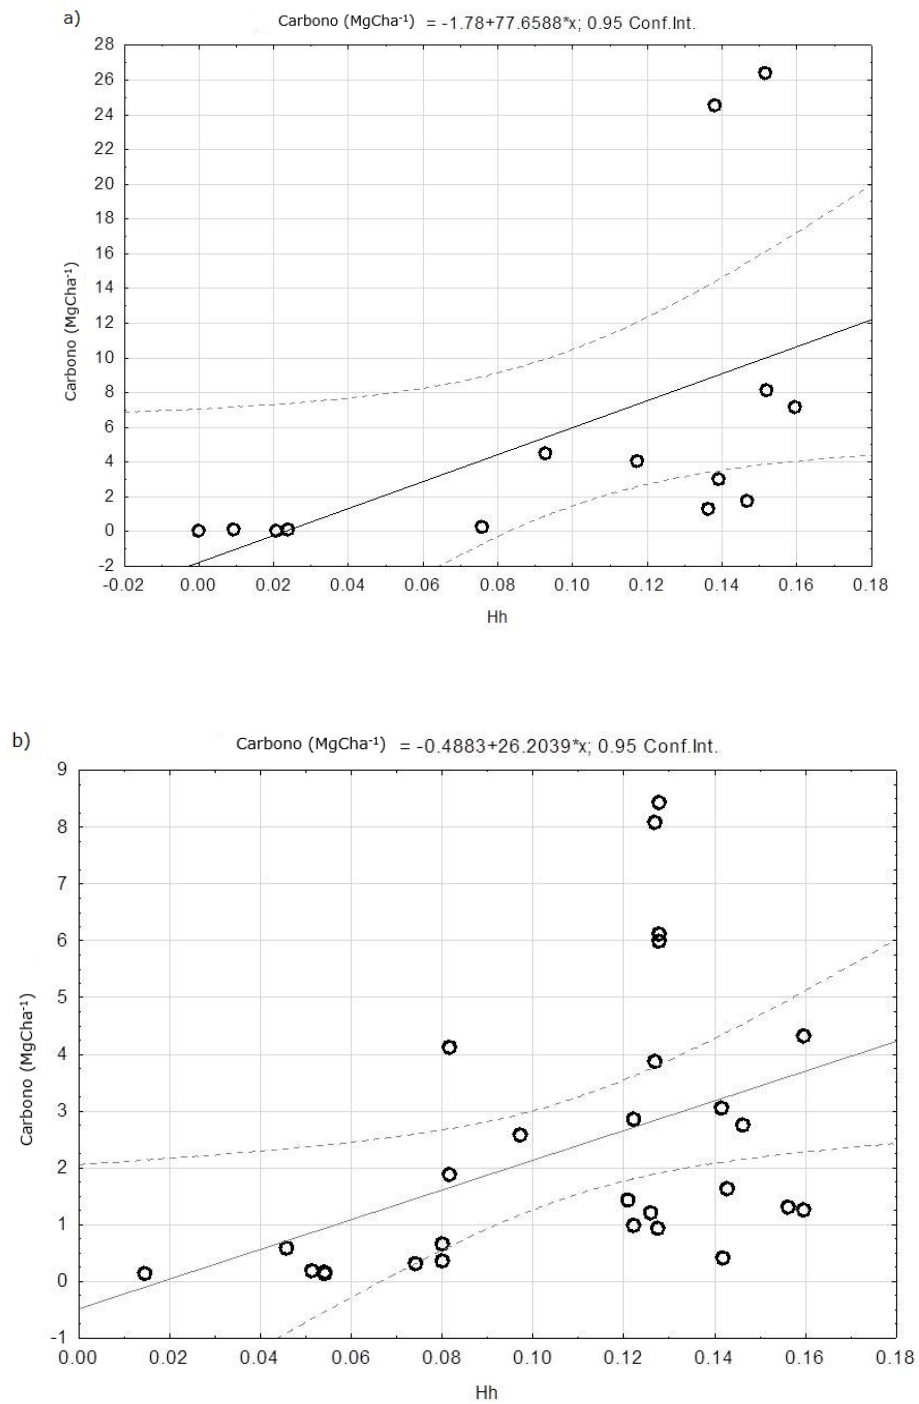 a)
Carbono (MgCha⁻¹) = -1.78+77.6588*x; 0.95 Conf.Int.
28
26
24
22
20
18
16
14
12
10
8
6
4
2
0
-2
Carbono (MgCha⁻¹)
-0.02 0.00 0.02 0.04 0.06 0.08 0.10 0.12 0.14 0.16 0.18
Hh
b)
Carbono (MgCha⁻¹) = -0.4883+26.2039*x; 0.95 Conf.Int.
9
8
7
6
5
4
3
2
1
0
-1
Carbono (MgCha⁻¹)
0.00 0.02 0.04 0.06 0.08 0.10 0.12 0.14 0.16 0.18
Hh